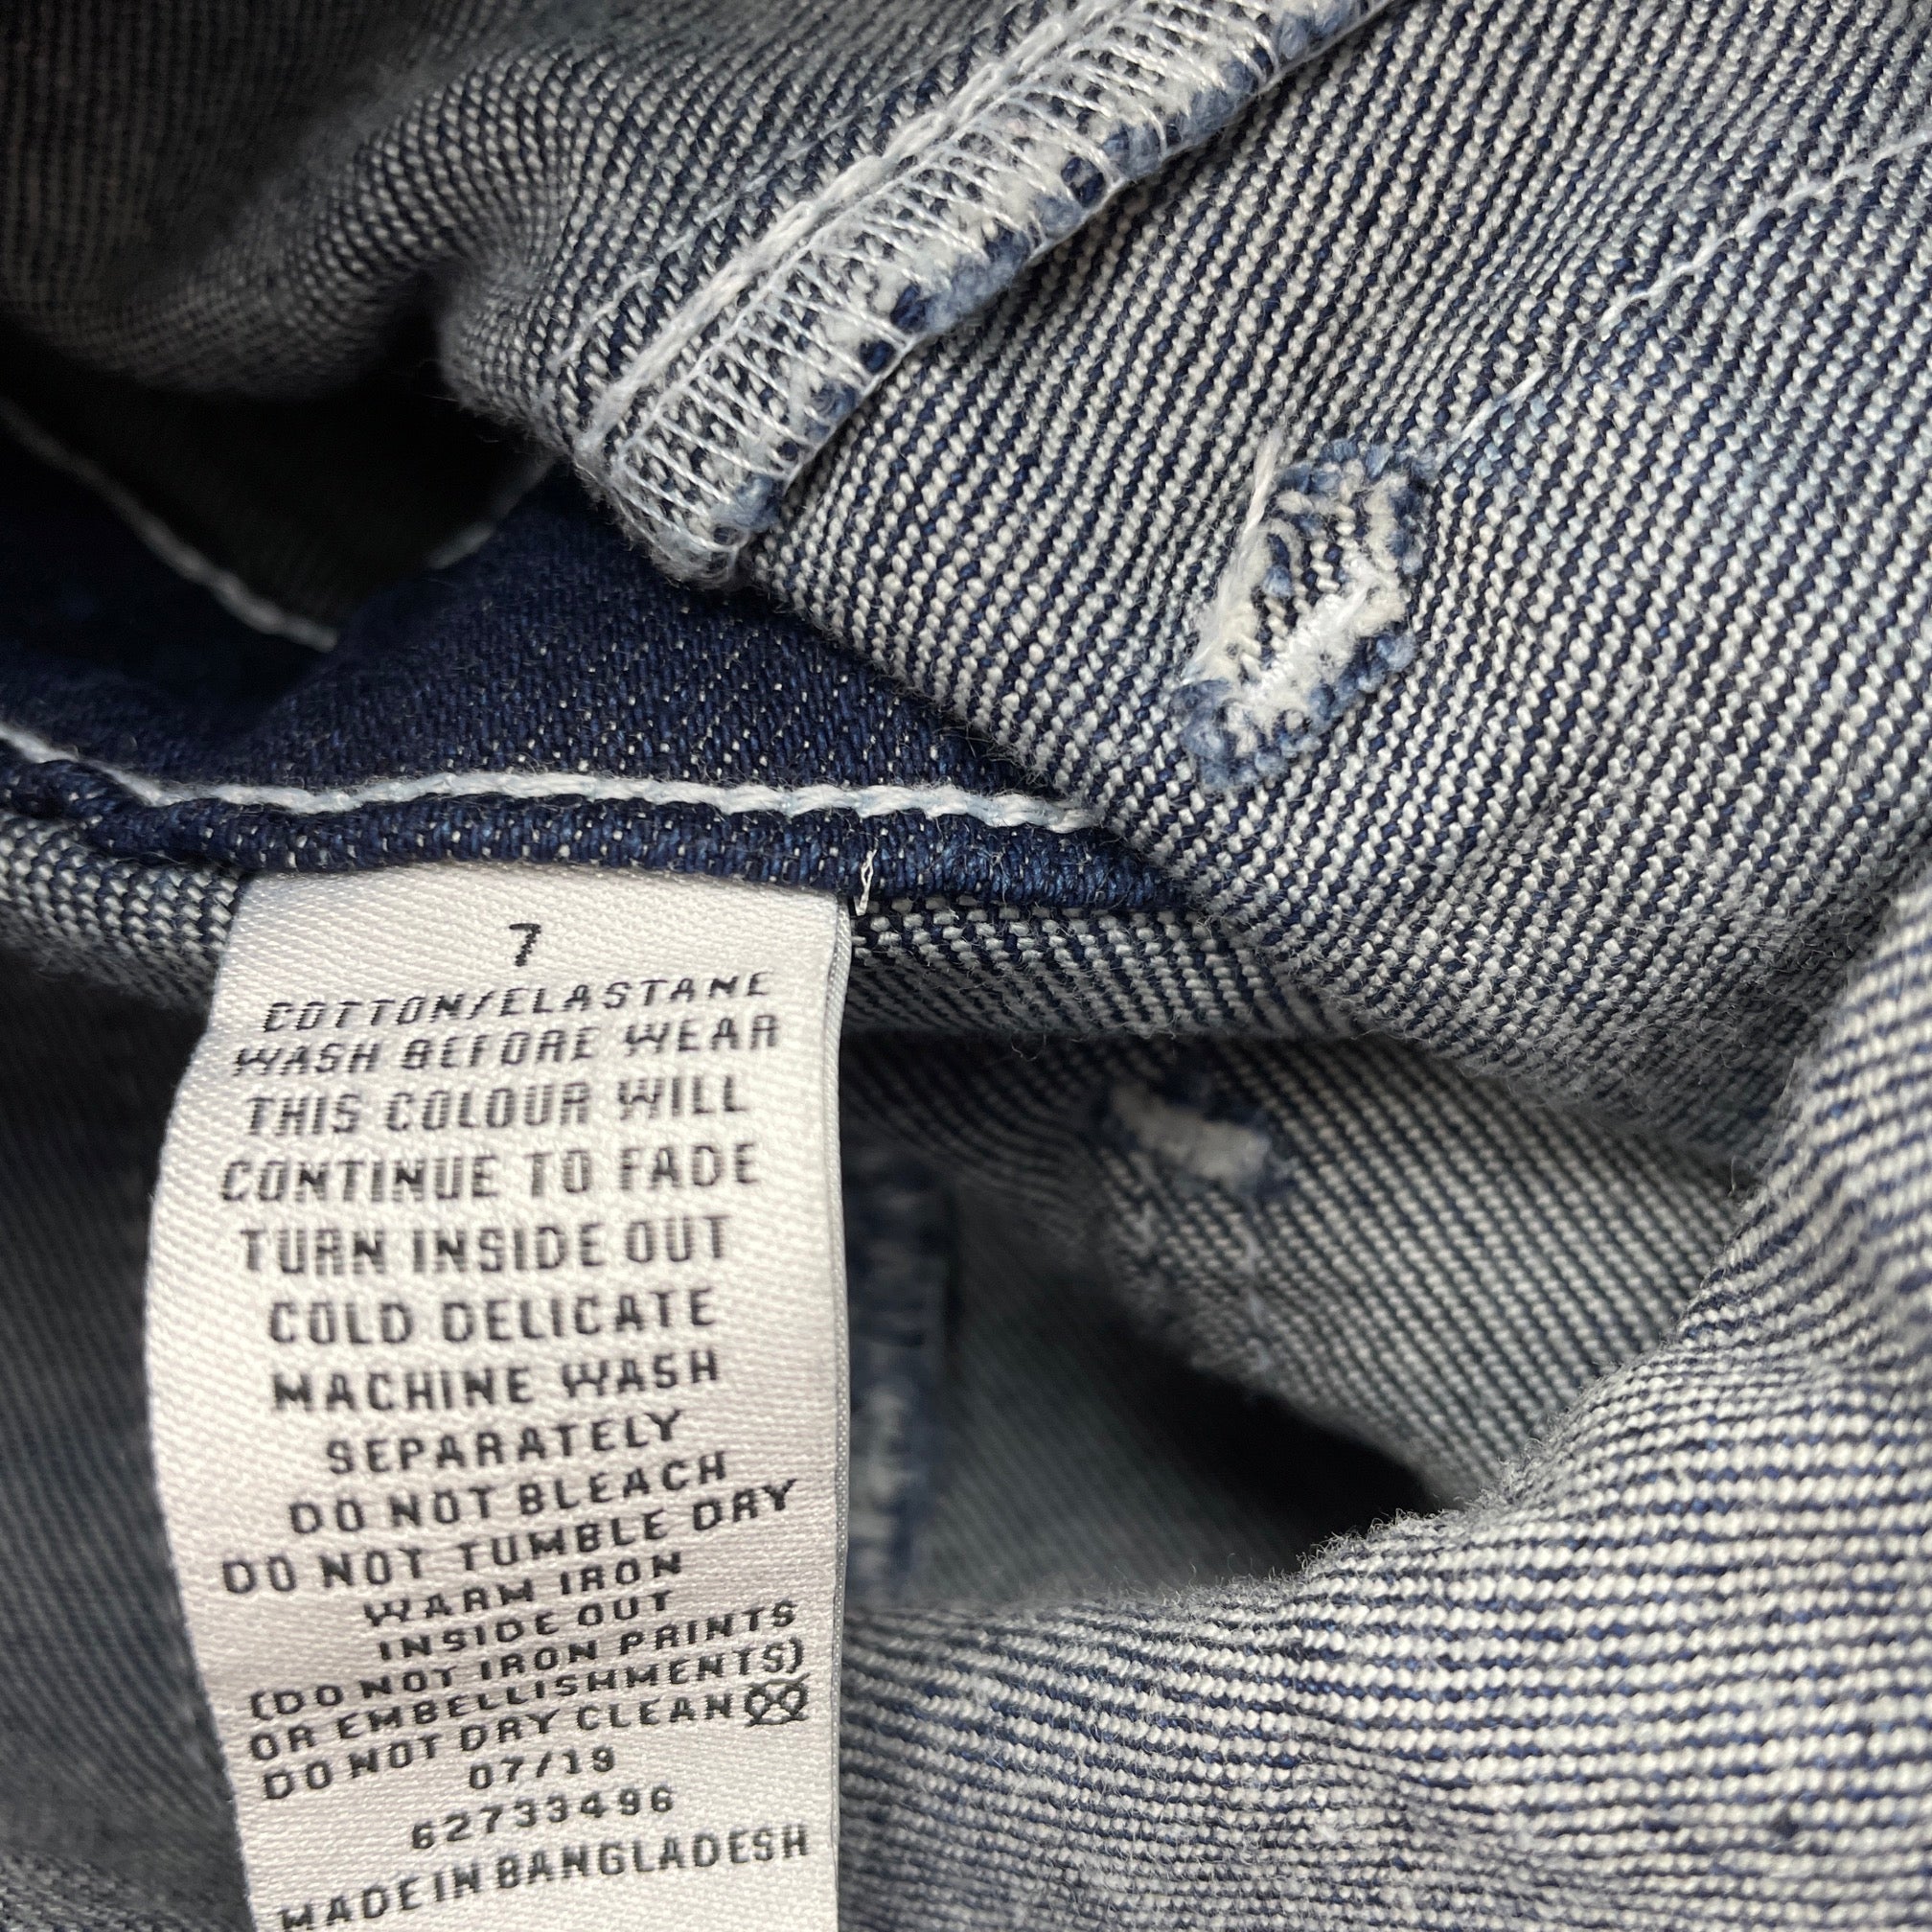 7
COTTON/ELASTANE
WASH BEFORE WEAR
THIS COLOUR WILL
CONTINUE TO FADE
TURN INSIDE OUT
COLD DELICATE
MACHINE WASH
SEPARATELY
DO NOT BLEACH
DO NOT TUMBLE DRY
WARM IRON
INSIDE OUT
(DO NOT IRON PRINTS
OR EMBELLISHMENTS)
DO NOT DRY CLEAN
07/19
62733496
MADE IN BANGLADESH